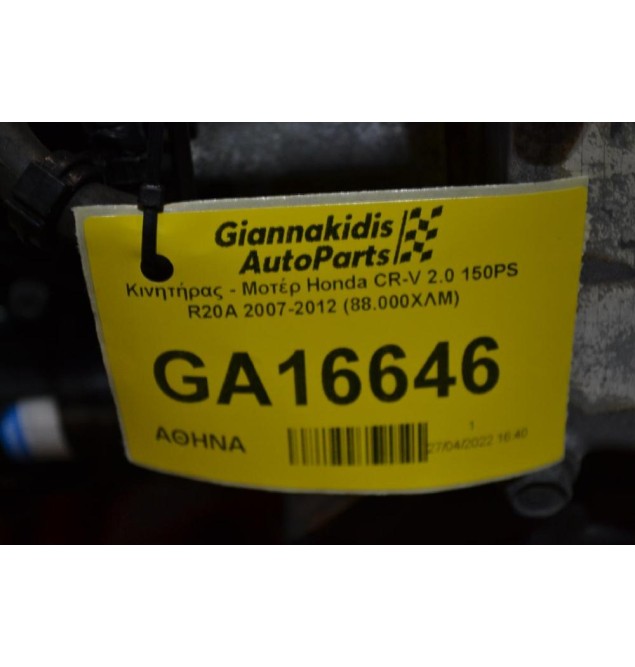 Giannakidis
AutoParts
Κινητήρας - Μοτέρ Honda CR-V 2.0 150PS
R20A 2007-2012 (88.000ΧΛΜ)
GA16646
ΑΘΗΝΑ
1
27/04/2022 16:40